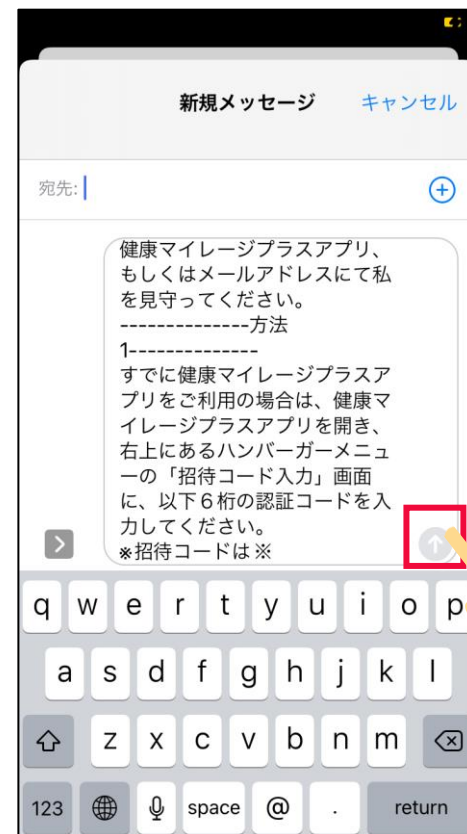 新規メッセージ キャンセル
宛先:
健康マイレージプラスアプリ、
もしくはメールアドレスにて私
を見守ってください。
--------------方法
1--------------
すでに健康マイレージプラスア
プリをご利用の場合は、健康マ
イレージプラスアプリを開き、
右上にあるハンバーガーメニュ
ーの「招待コード入力」画面
に、以下６桁の認証コードを入
力してください。
※招待コードは※
q w e r t y u i o p
a s d f g h j k l
z x c v b n m
123 space @ . return